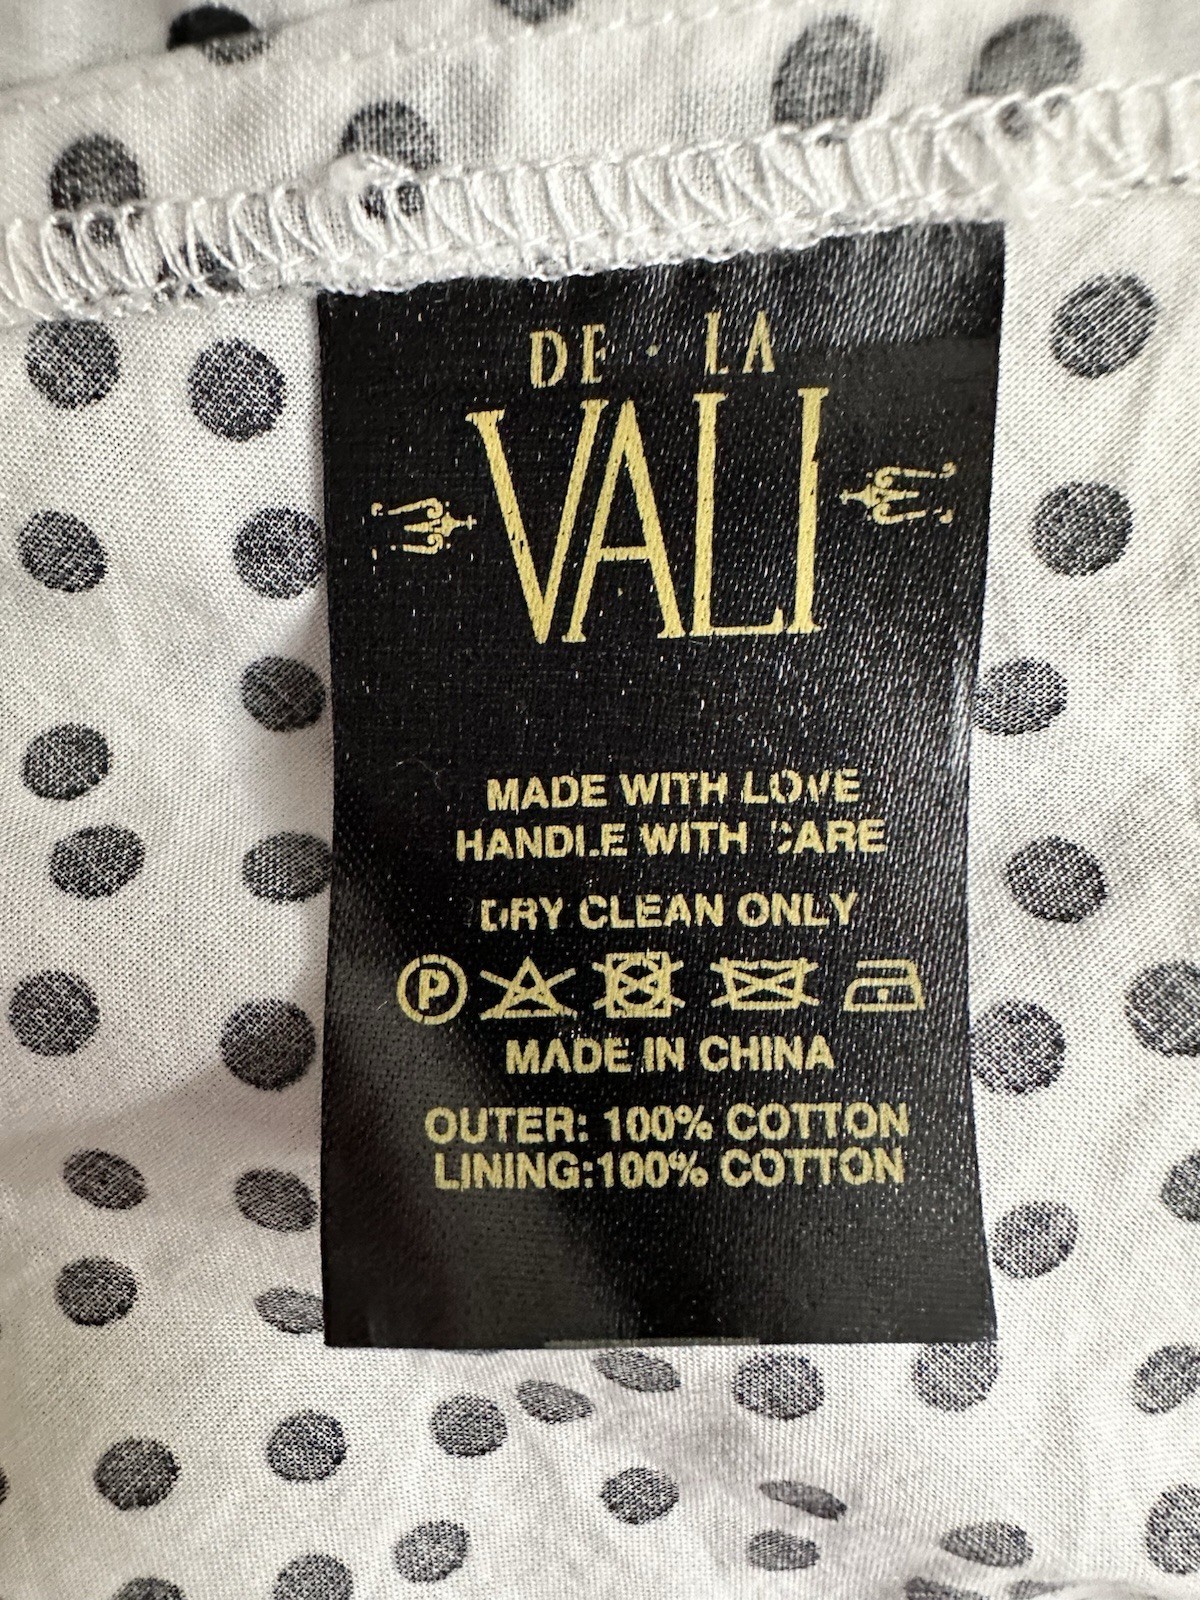 DE · LA
VALI
MADE WITH LOVE
HANDLE WITH CARE
DRY CLEAN ONLY
P
MADE IN CHINA
OUTER: 100% COTTON
LINING:100% COTTON